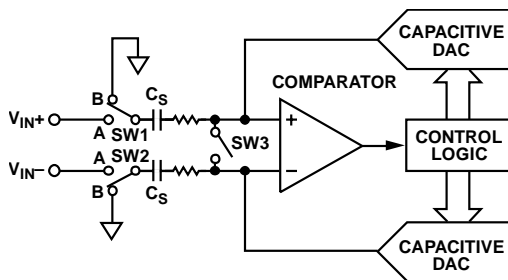 CAPACITIVE
DAC
COMPARATOR
B
CS
VIN+
A
SW1
+
SW3
CONTROL
LOGIC
VIN–
A
SW2
–
B
CS
CAPACITIVE
DAC